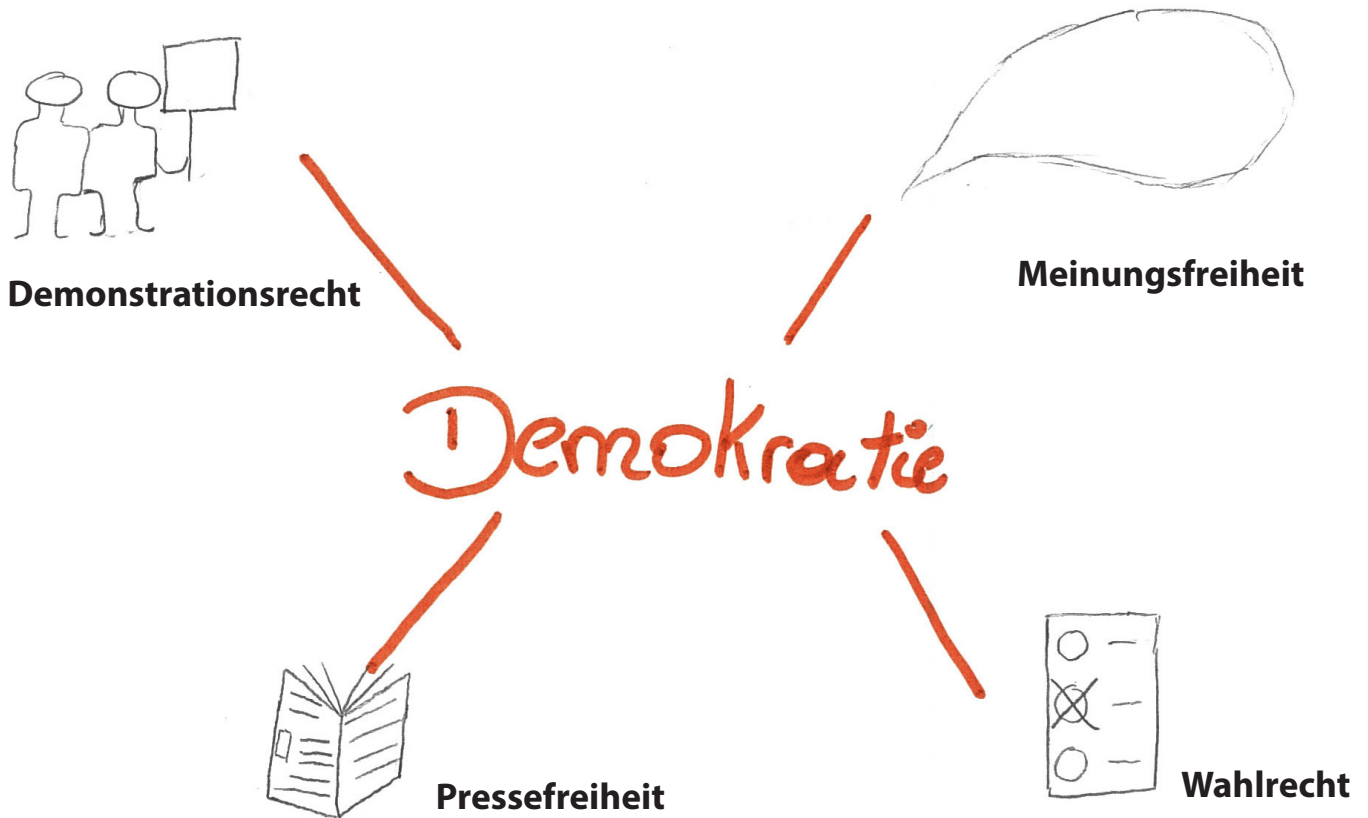 Demonstrationsrecht
Meinungsfreiheit
Demokratie
Pressefreiheit
Wahlrecht